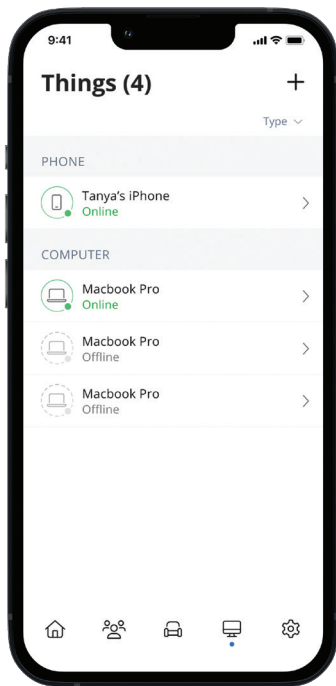 9:41
Things (4)
Type
PHONE
Tanya's iPhone
Online
COMPUTER
Macbook Pro
Online
Macbook Pro
Offline
Macbook Pro
Offline